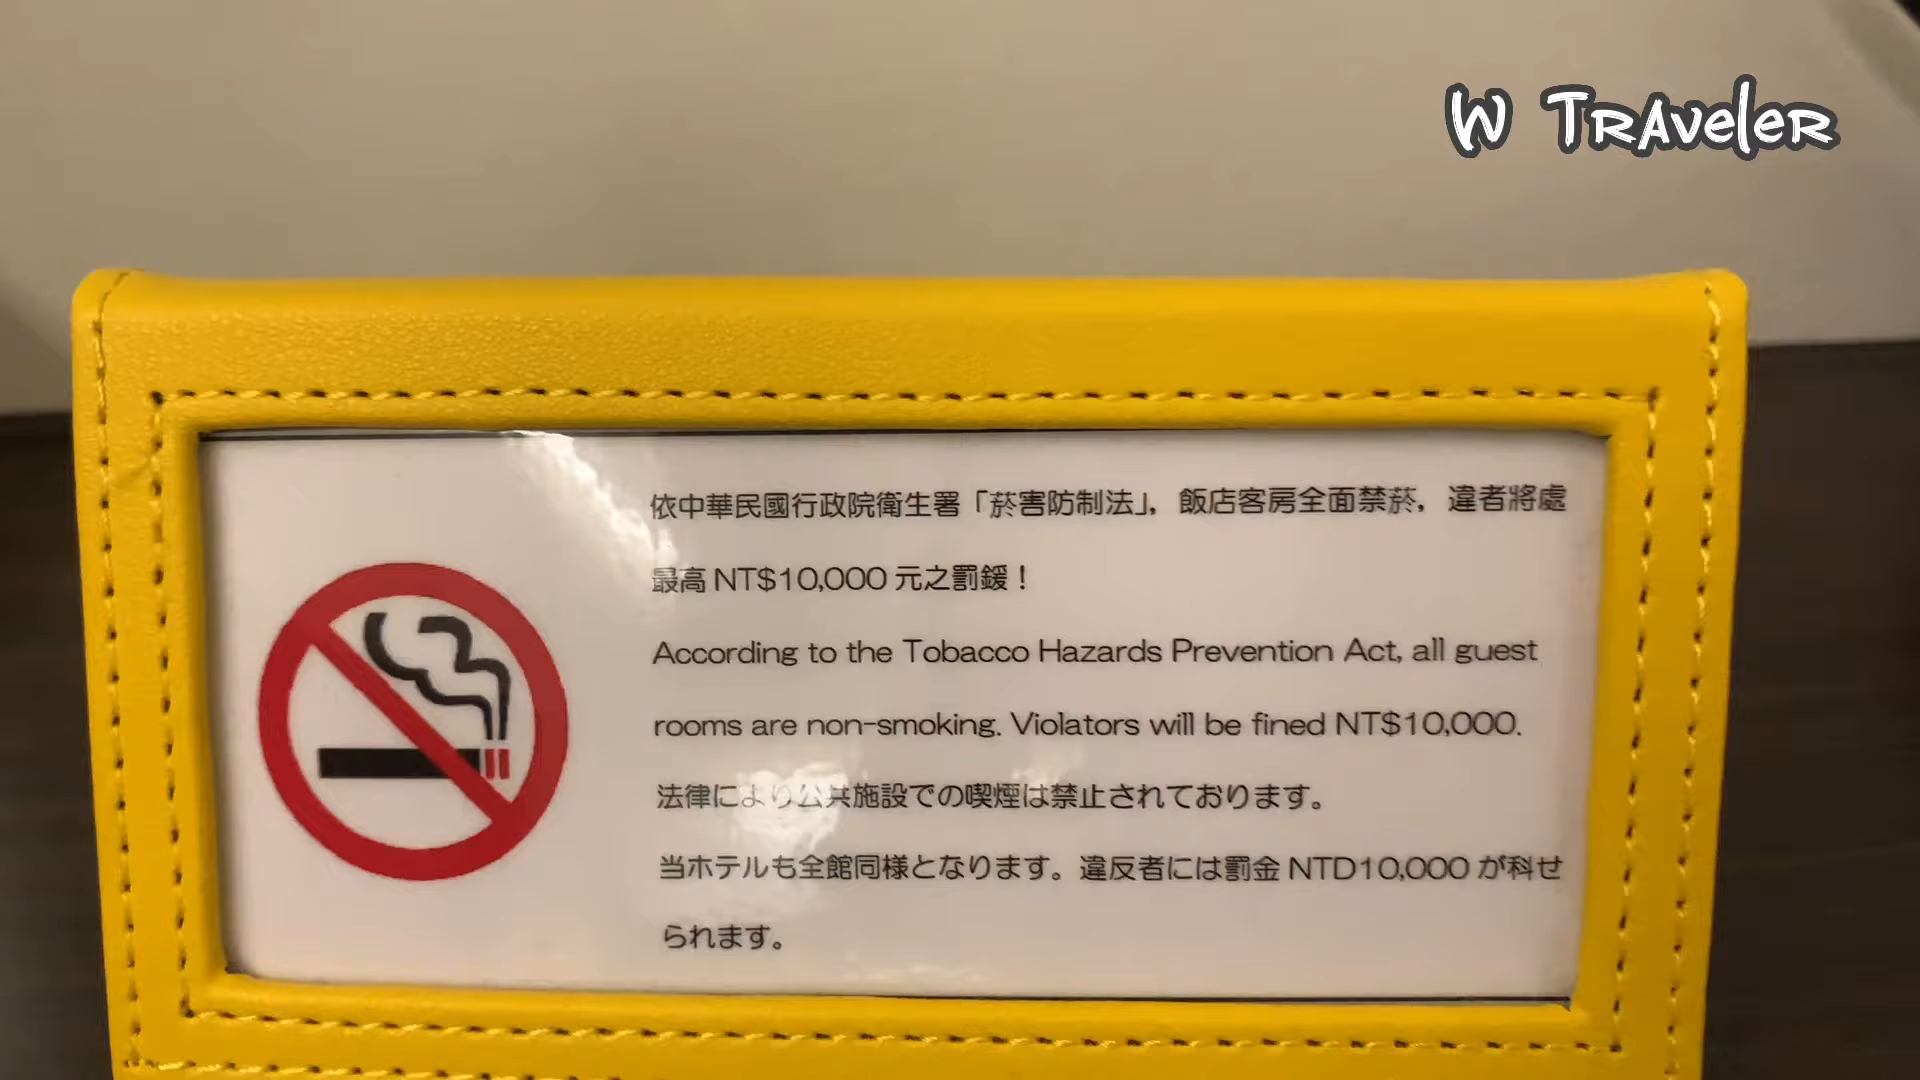 W Traveler
依中華民國行政院衛生署「菸害防制法」，飯店客房全面禁菸，違者將處
最高 NT$10,000 元之罰鍰！
According to the Tobacco Hazards Prevention Act, all guest
rooms are non-smoking. Violators will be fined NT$10,000.
法律により公共施設での喫煙は禁止されております。
当ホテルも全館同様となります。違反者には罰金 NTD10,000 が科せ
られます。